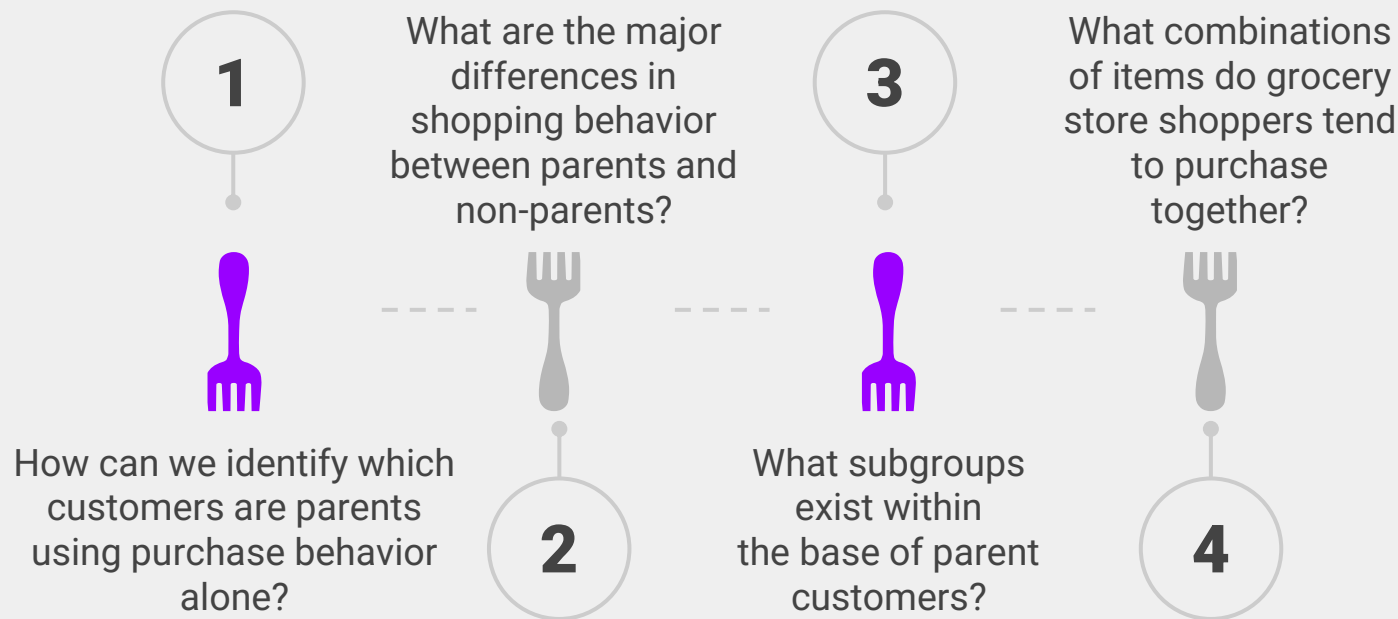 1
How can we identify which
customers are parents
using purchase behavior
alone?
What are the major
differences in
shopping behavior
between parents and
non-parents?
2
3
What subgroups
exist within
the base of parent
customers?
What combinations
of items do grocery
store shoppers tend
to purchase
together?
4